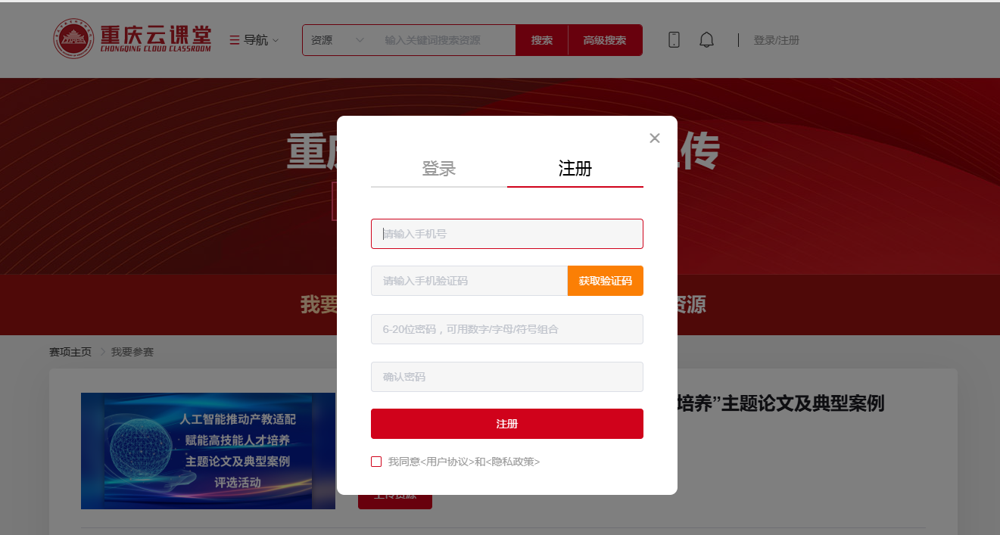 重庆云课堂
CHONGQING CLOUD CLASSROOM
导航
资源
输入关键词搜索资源
搜索
高级搜索
登录/注册
重
传
登录
注册
请输入手机号
请输入手机验证码
获取验证码
6-20位密码，可用数字/字母/符号组合
确认密码
注册
我同意<用户协议>和<隐私政策>
我要
资源
赛项主页
我要参赛
人工智能推动产教适配
赋能高技能人才培养
主题论文及典型案例
评选活动
培养”主题论文及典型案例
上传资源